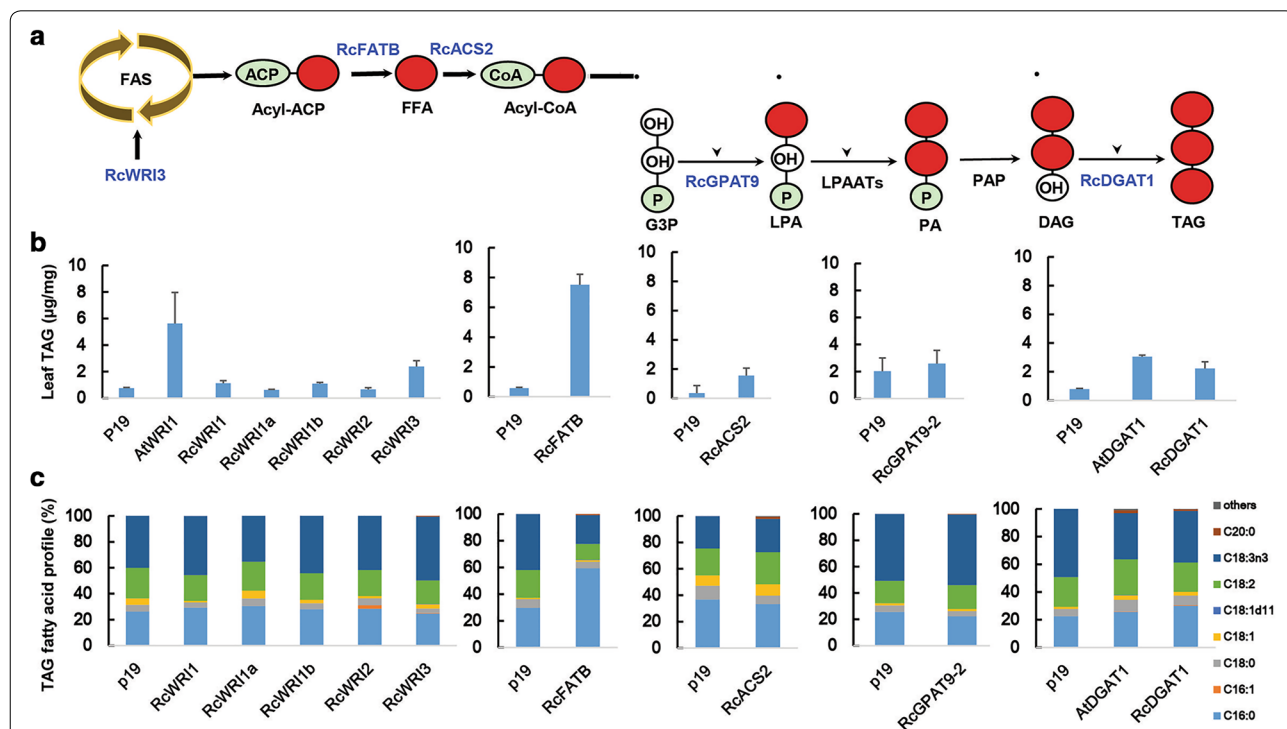 a
RcFATB RcACS2
FAS
ACP
CoA
Acyl-ACP
FFA
Acyl-CoA
RcWRI3
OH
OH
P
G3P
RcGPAT9
OH
P
LPA
LPAATs
P
PA
PAP
OH
DAG
RcDGAT1
TAG
b
Leaf TAG (µg/mg)
10
8
6
4
2
0
P19
AtWRI1
RcWRI1
RcWRI1a
RcWRI1b
RcWRI2
RcWRI3
10
8
6
4
2
0
P19
RcFATB
10
8
6
4
2
0
P19
RcACS2
10
8
6
4
2
0
P19
RcGPAT9-2
10
8
6
4
2
0
P19
AtDGAT1
RcDGAT1
c
TAG fatty acid profile (%)
100
80
60
40
20
0
p19
RcWRI1
RcWRI1a
RcWRI1b
RcWRI2
RcWRI3
100
80
60
40
20
0
p19
RcFATB
100
80
60
40
20
0
p19
RcACS2
100
80
60
40
20
0
p19
RcGPAT9-2
100
80
60
40
20
0
p19
AtDGAT1
RcDGAT1
others
C20:0
C18:3n3
C18:2
C18:1d11
C18:1
C18:0
C16:1
C16:0